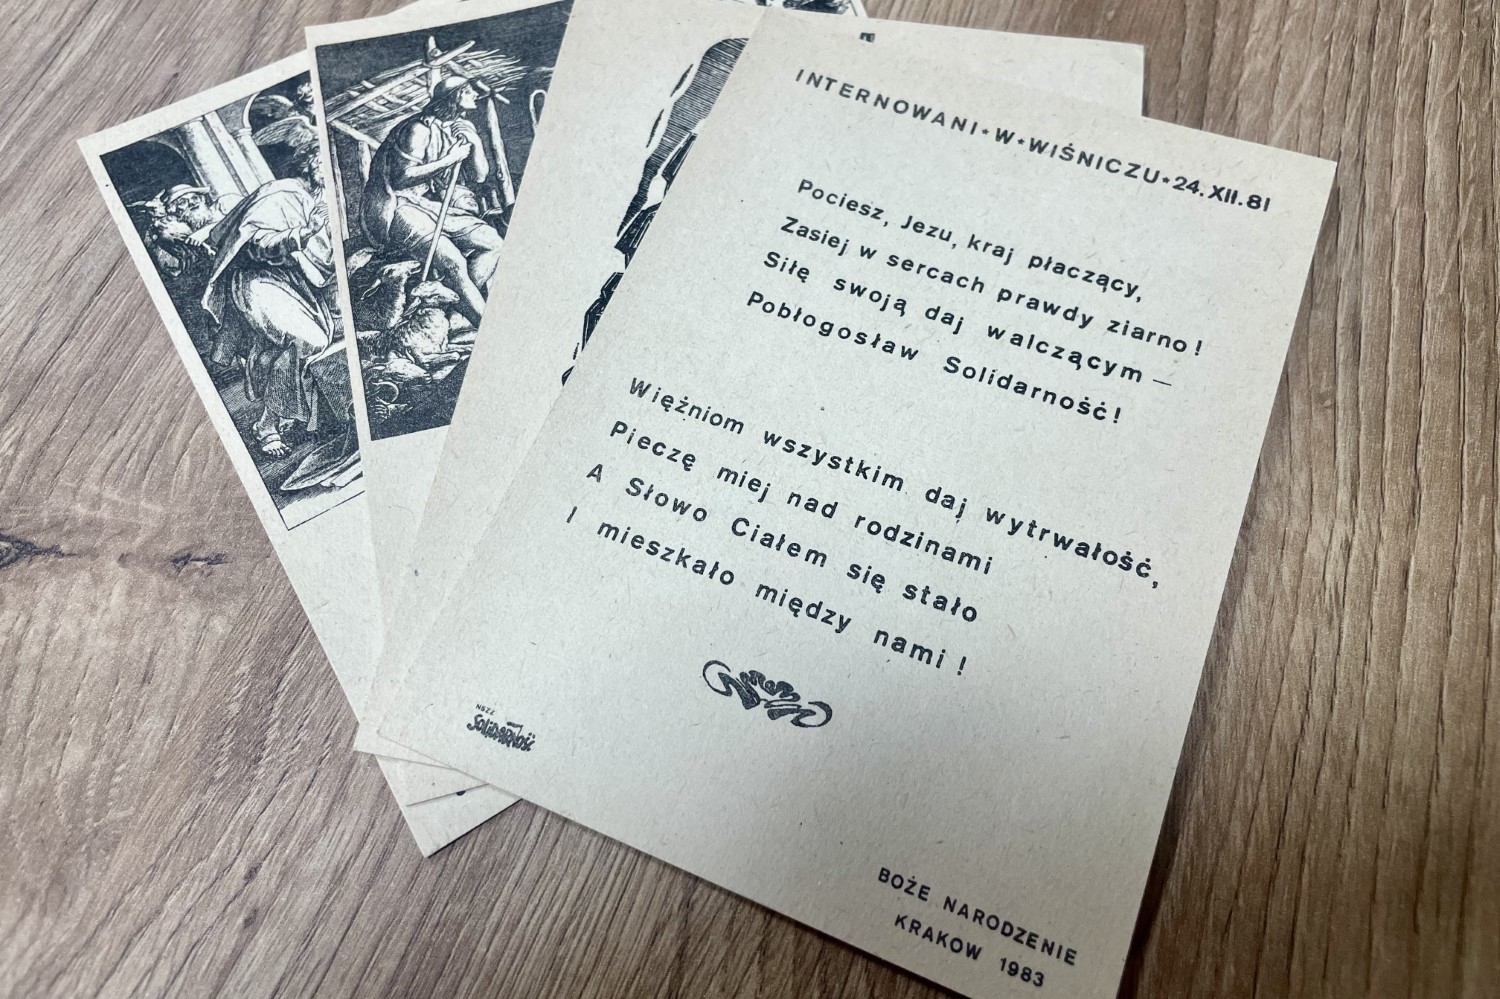 INTERNOWANI*W*WIŚNICZU*24.XII.81
Pociesz, Jezu, kraj płaczący,
Zasiej w sercach prawdy ziarno!
Siłę swoją daj walczącym —
Pobłogosław Solidarność!
Więźniom wszystkim daj wytrwałość,
Pieczę miej nad rodzinami
A Słowo Ciałem się stało
I mieszkało między nami!
NSZZ
SOLIDARNOŚĆ
BOŻE NARODZENIE
KRAKOW 1983